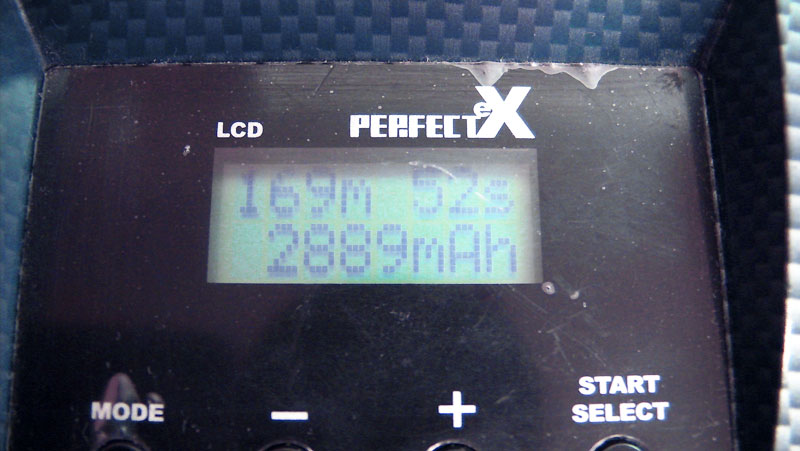 PERFECT eX
LCD
169m 52s
2889mAh
MODE
−
+
START
SELECT